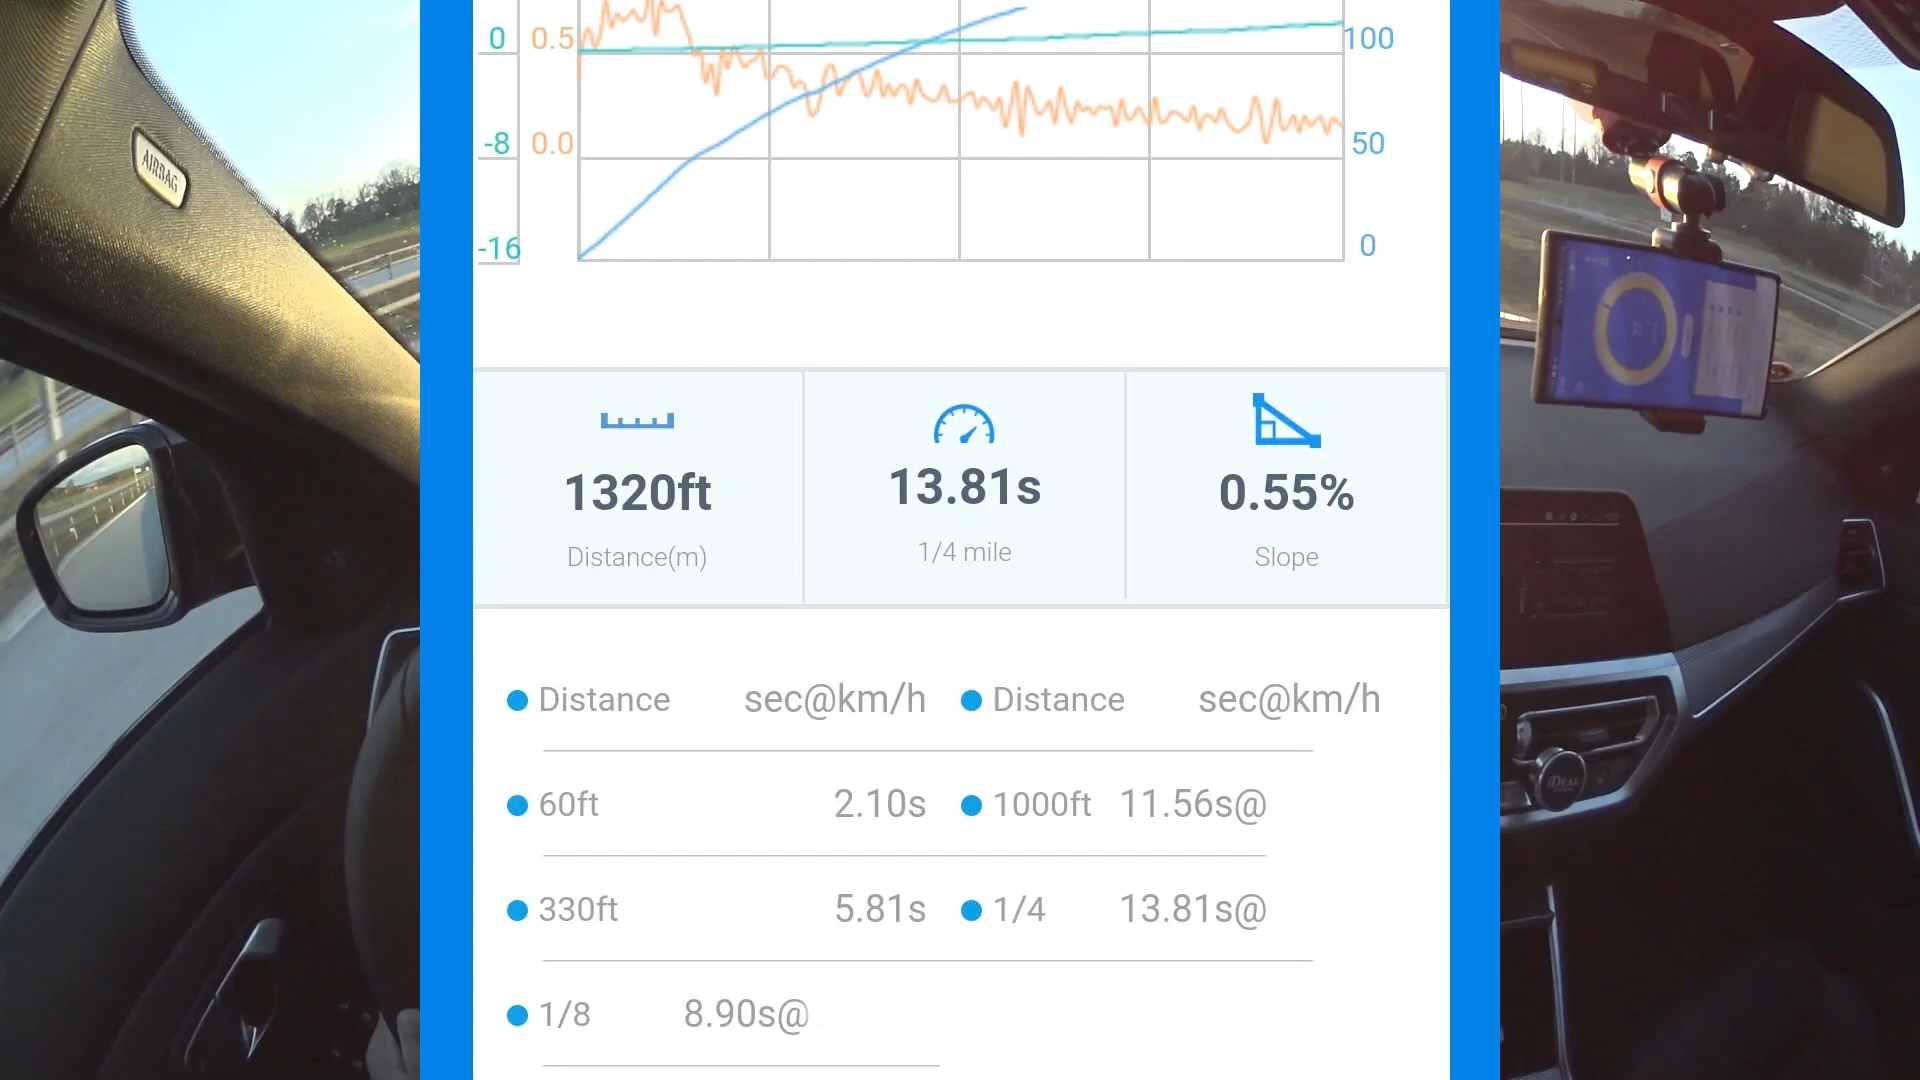 AIRBAG
0 0.5 100
-8 0.0 50
-16 0
1320ft 13.81s 0.55%
Distance(m) 1/4 mile Slope
Distance sec@km/h Distance sec@km/h
60ft 2.10s 1000ft 11.56s@
330ft 5.81s 1/4 13.81s@
1/8 8.90s@
iDEAL